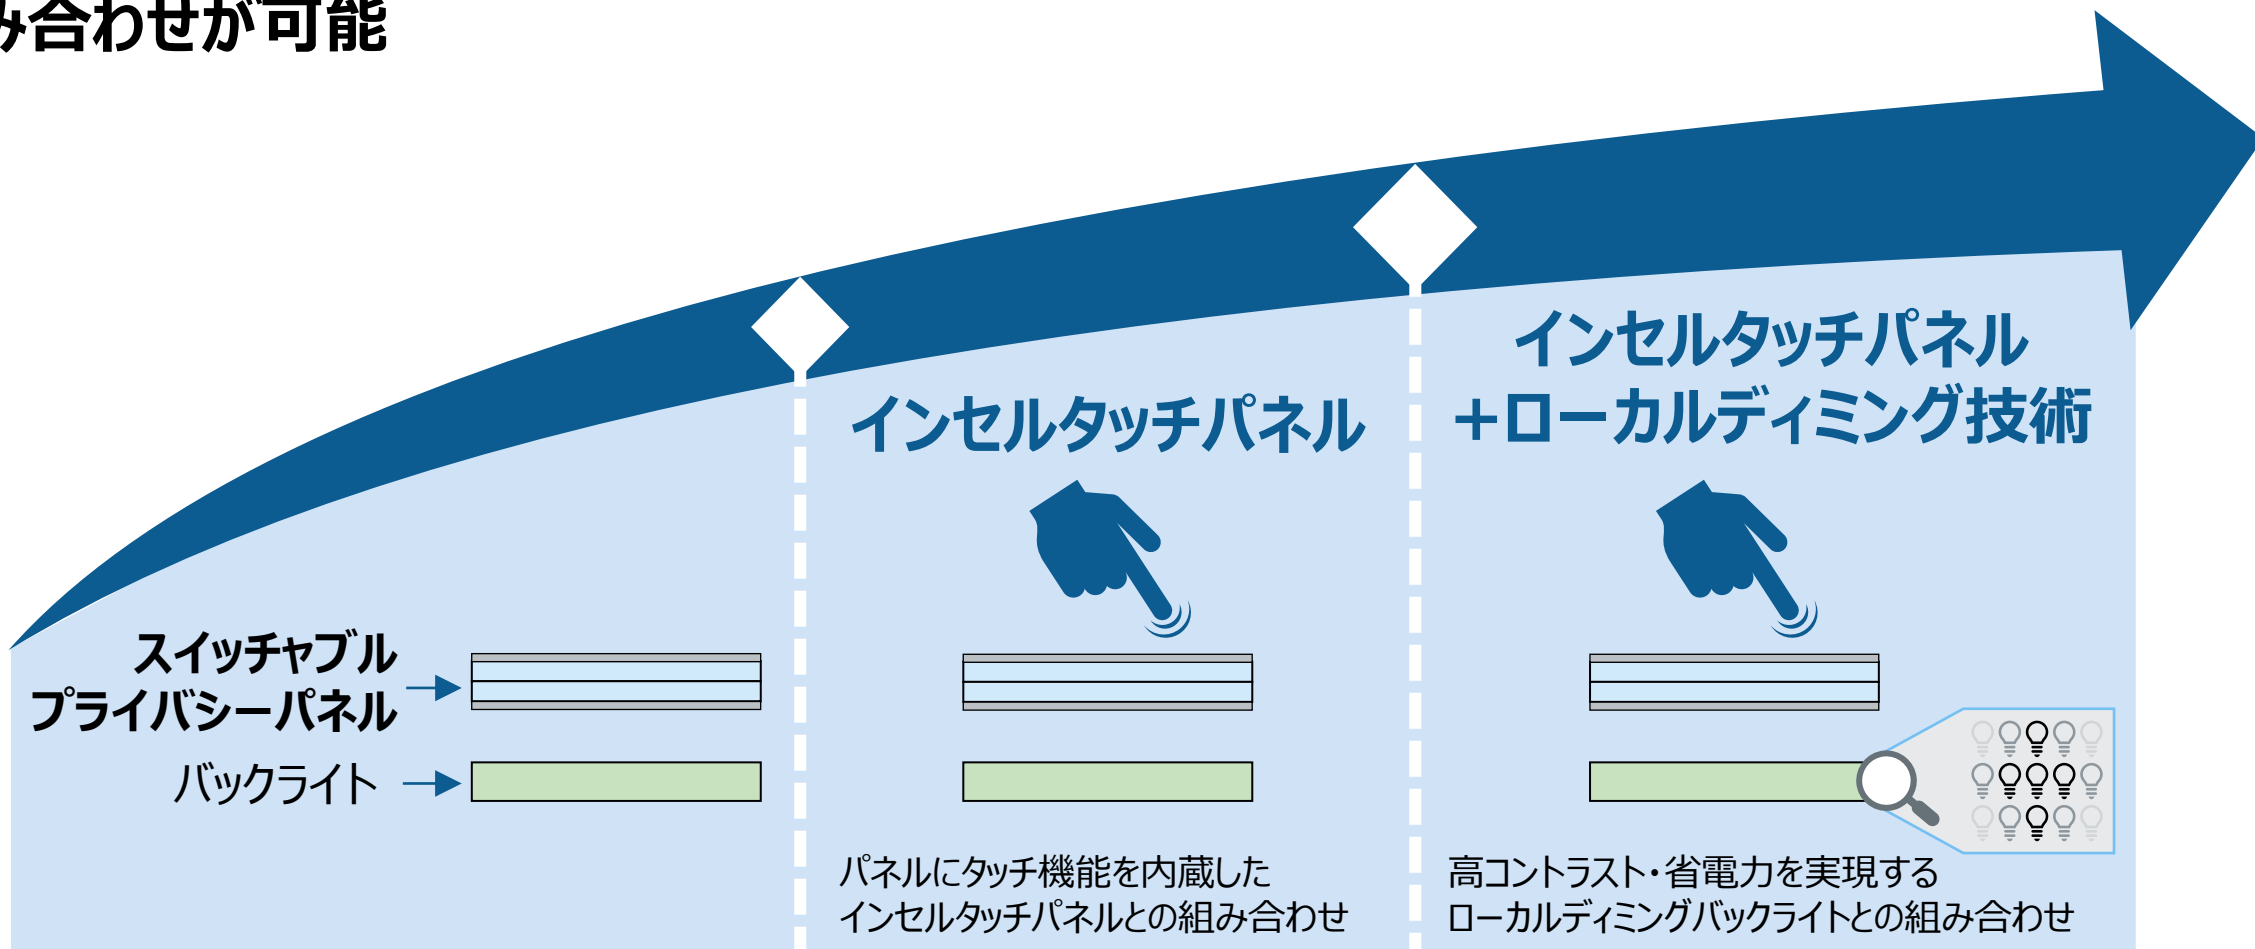 み合わせが可能
インセルタッチパネル
+ローカルディミング技術
インセルタッチパネル
スイッチャブル
プライバシーパネル
バックライト
パネルにタッチ機能を内蔵した
インセルタッチパネルとの組み合わせ
高コントラスト・省電力を実現する
ローカルディミングバックライトとの組み合わせ